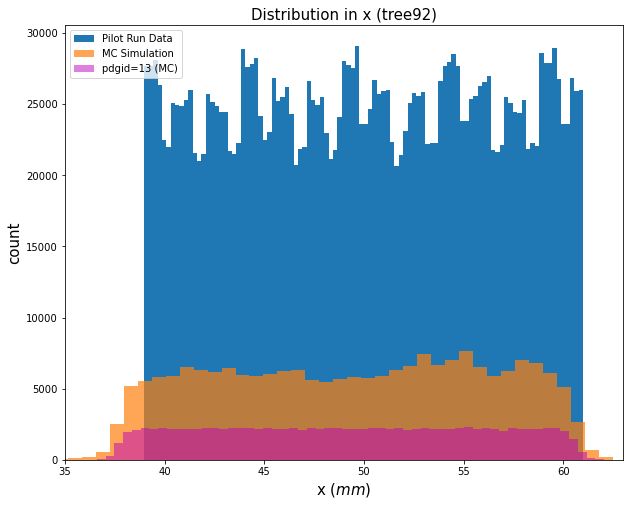 Distribution in x (tree92)
Pilot Run Data
MC Simulation
pdgid=13 (MC)
30000
25000
20000
15000
10000
5000
0
count
35 40 45 50 55 60
x (mm)